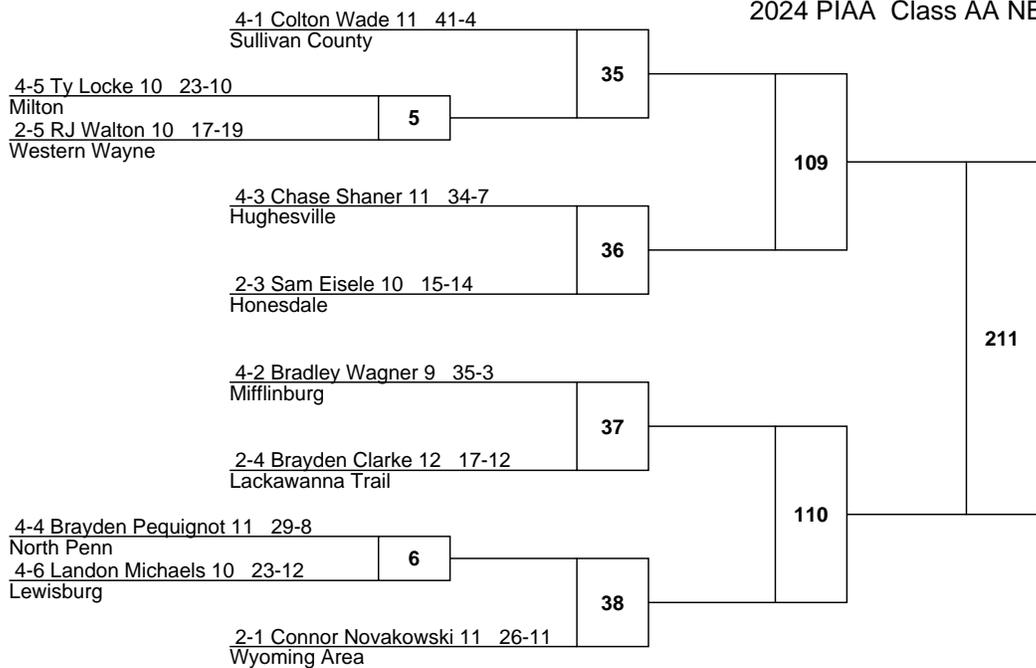 2024 PIAA Class AA NE
4-1 Colton Wade 11 41-4
Sullivan County
35
4-5 Ty Locke 10 23-10
Milton
5
2-5 RJ Walton 10 17-19
Western Wayne
109
4-3 Chase Shaner 11 34-7
Hughesville
36
2-3 Sam Eisele 10 15-14
Honesdale
211
4-2 Bradley Wagner 9 35-3
Mifflinburg
37
2-4 Brayden Clarke 12 17-12
Lackawanna Trail
110
4-4 Brayden Pequignot 11 29-8
North Penn
6
4-6 Landon Michaels 10 23-12
Lewisburg
38
2-1 Connor Novakowski 11 26-11
Wyoming Area